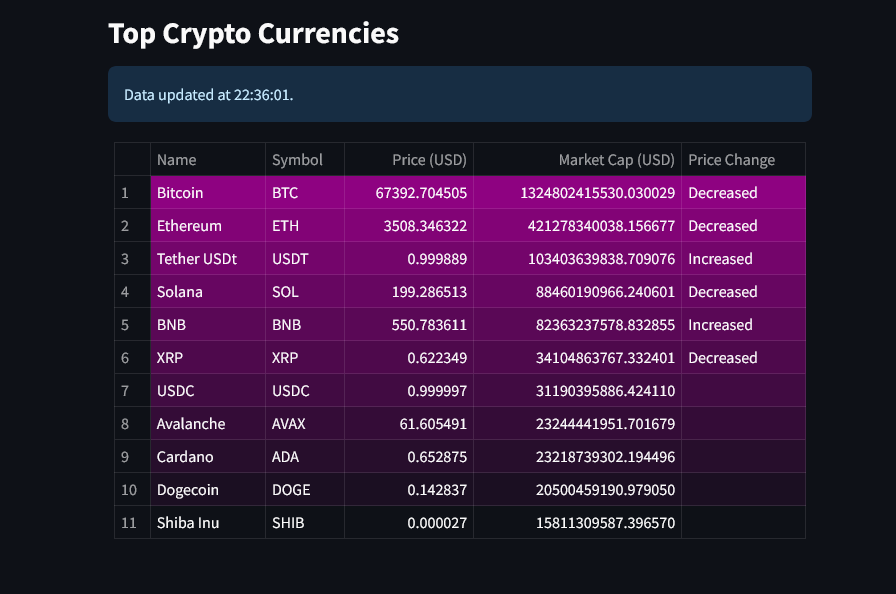 Top Crypto Currencies
Data updated at 22:36:01.
Name Symbol Price (USD) Market Cap (USD) Price Change
1 Bitcoin BTC 67392.704505 1324802415530.030029 Decreased
2 Ethereum ETH 3508.346322 421278340038.156677 Decreased
3 Tether USDt USDT 0.999889 103403639838.709076 Increased
4 Solana SOL 199.286513 88460190966.240601 Decreased
5 BNB BNB 550.783611 82363237578.832855 Increased
6 XRP XRP 0.622349 34104863767.332401 Decreased
7 USDC USDC 0.999997 31190395886.424110
8 Avalanche AVAX 61.605491 23244441951.701679
9 Cardano ADA 0.652875 23218739302.194496
10 Dogecoin DOGE 0.142837 20500459190.979050
11 Shiba Inu SHIB 0.000027 15811309587.396570